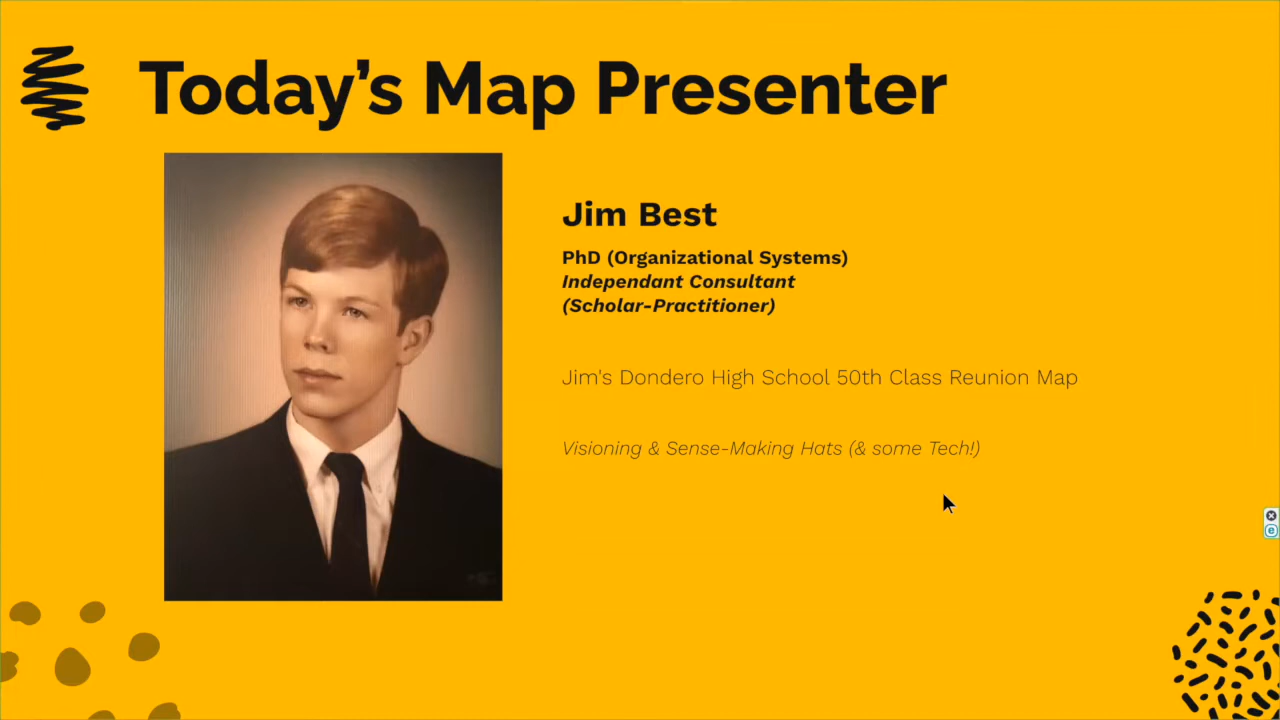 Today’s Map Presenter
Jim Best
PhD (Organizational Systems)
Independant Consultant
(Scholar-Practitioner)
Jim's Dondero High School 50th Class Reunion Map
Visioning & Sense-Making Hats (& some Tech!)